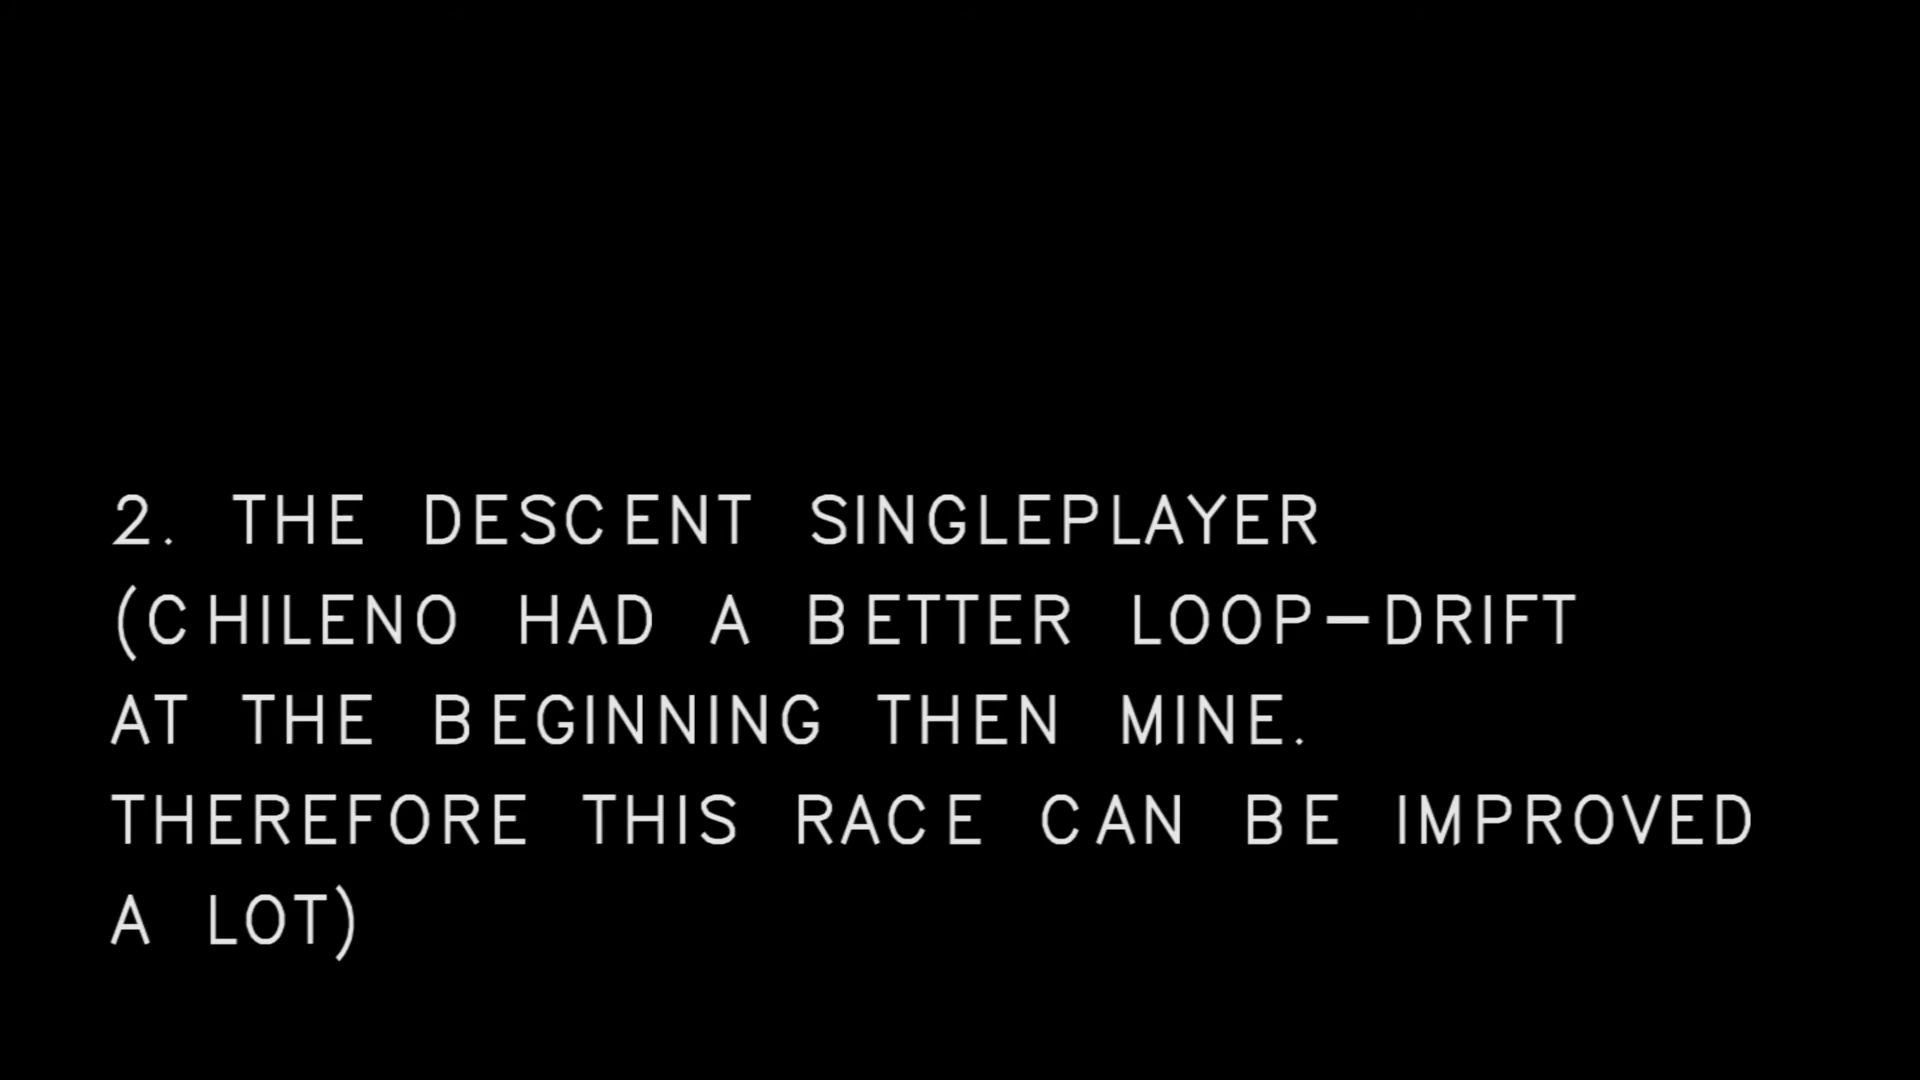 2. THE DESCENT SINGLEPLAYER
(CHILENO HAD A BETTER LOOP-DRIFT
AT THE BEGINNING THEN MINE.
THEREFORE THIS RACE CAN BE IMPROVED
A LOT)